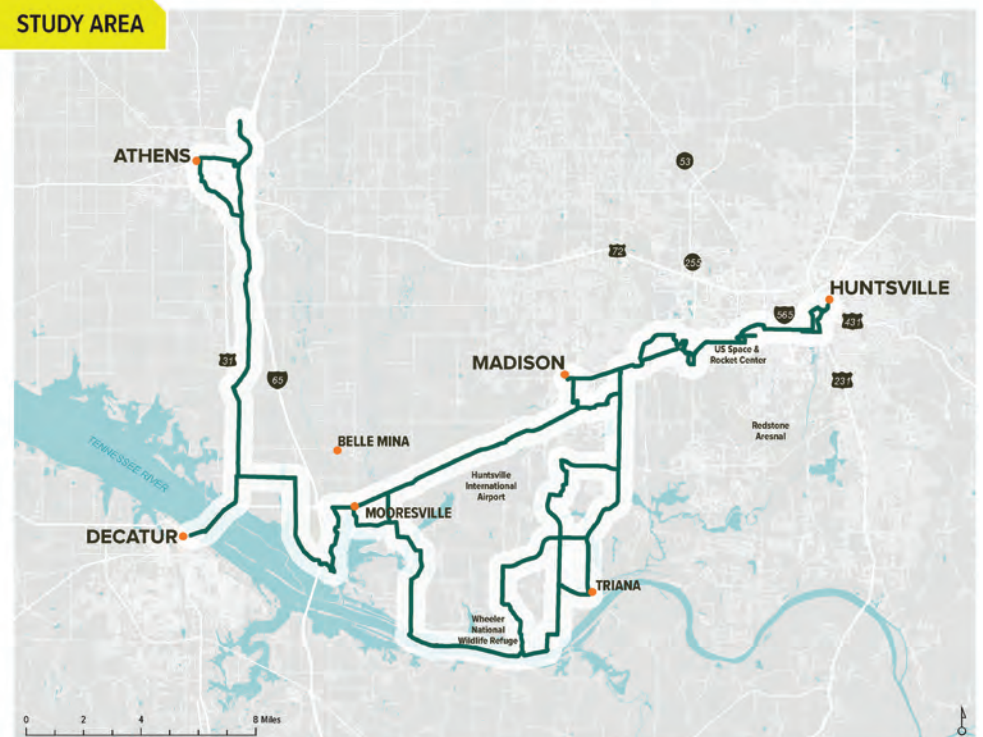 STUDY AREA
ATHENS
53
72
255
HUNTSVILLE
565
431
US Space &
Rocket Center
MADISON
31
65
231
Redstone
Aresnal
BELLE MINA
TENNESSEE RIVER
Huntsville
International
Airport
MOORESVILLE
DECATUR
TRIANA
Wheeler
National
Wildlife Refuge
0 2 4 8 Miles